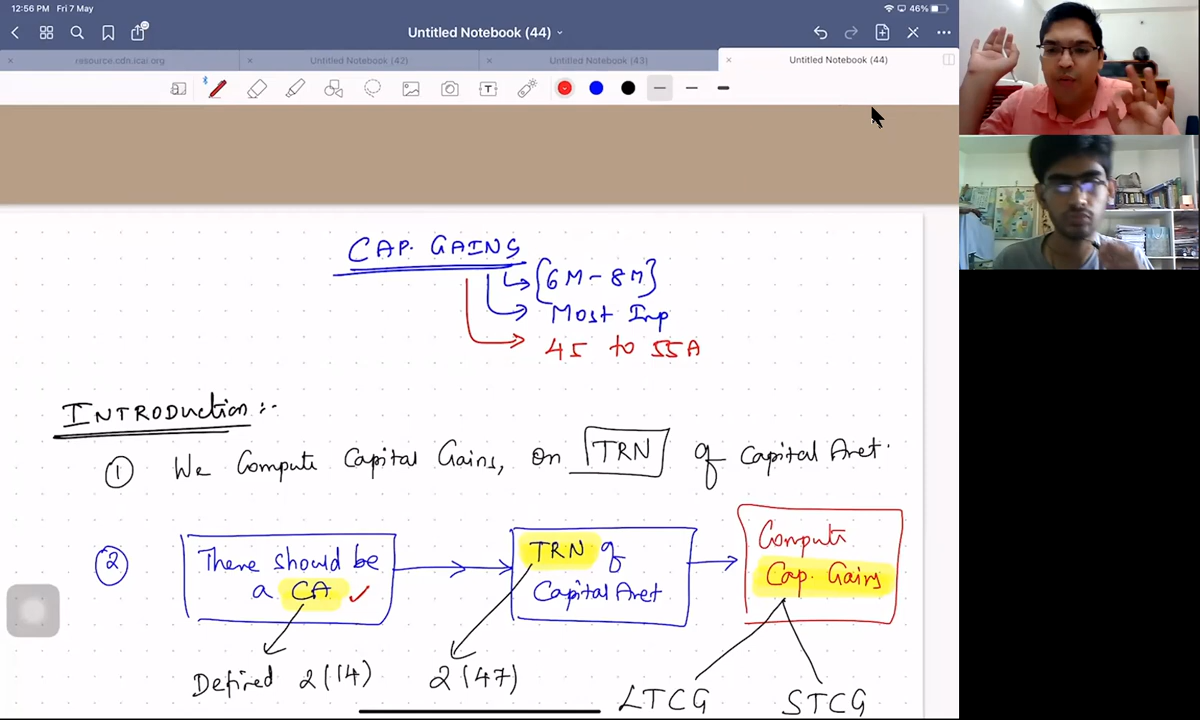 12:56 PM Fri 7 May
46%
Untitled Notebook (44)
resource.cdn.icai.org
Untitled Notebook (42)
Untitled Notebook (43)
Untitled Notebook (44)
CAP. GAINS
[6M - 8M]
Most Imp
45 to 55A
INTRODUCTION :-
① We Compute Capital Gains, on TRN of Capital Asset.
② There should be a CA ✓
TRN of Capital Asset
Compute Cap. Gains
Defined 2(14)
2(47)
LTCG
STCG